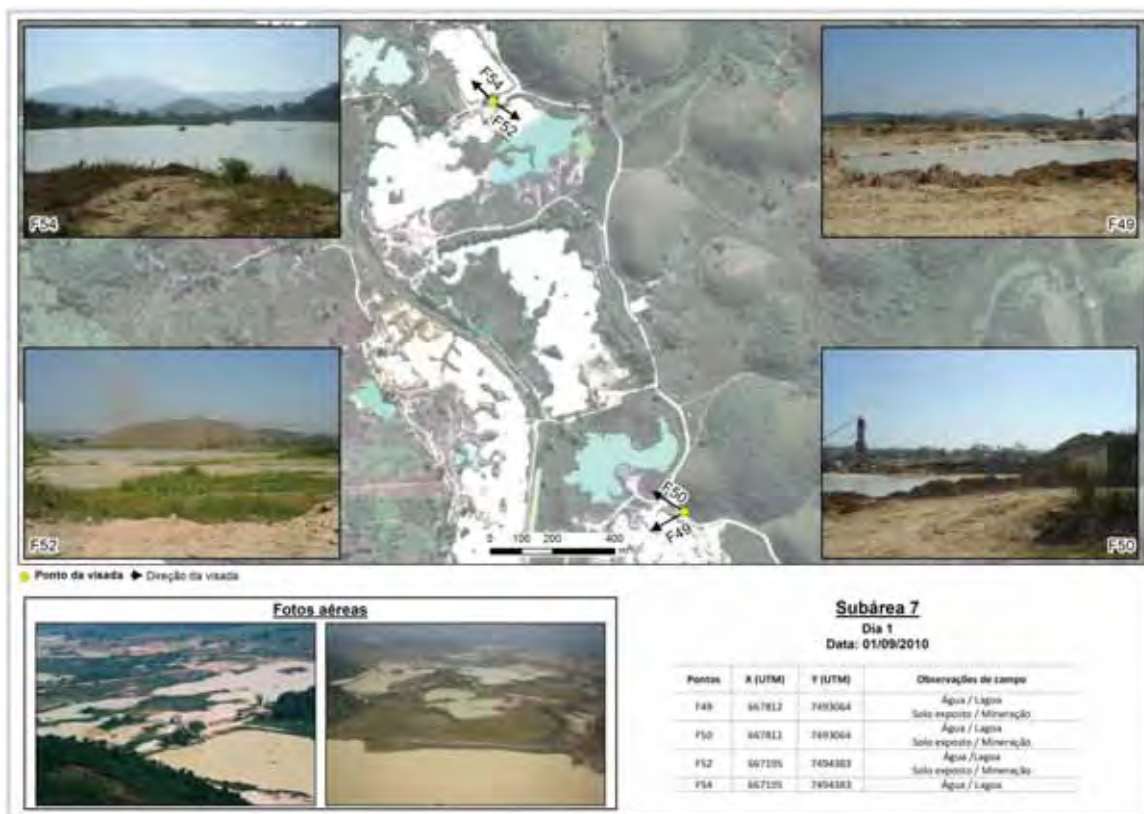 F54
F52
F54
F49
F52
F50
F49
F50
0 100 200 400
m
Ponto da visada Direção da visada
Fotos aéreas
Subárea 7
Dia 1
Data: 01/09/2010
Pontos X (UTM) Y (UTM) Observações de campo
F49 667812 7493064 Água / Lagoa
Solo exposto / Mineração
F50 667811 7493064 Água / Lagoa
Solo exposto / Mineração
F52 667195 7494383 Água /Lagoa
Solo exposto / Mineração
F54 667195 7494383 Água / Lagoa